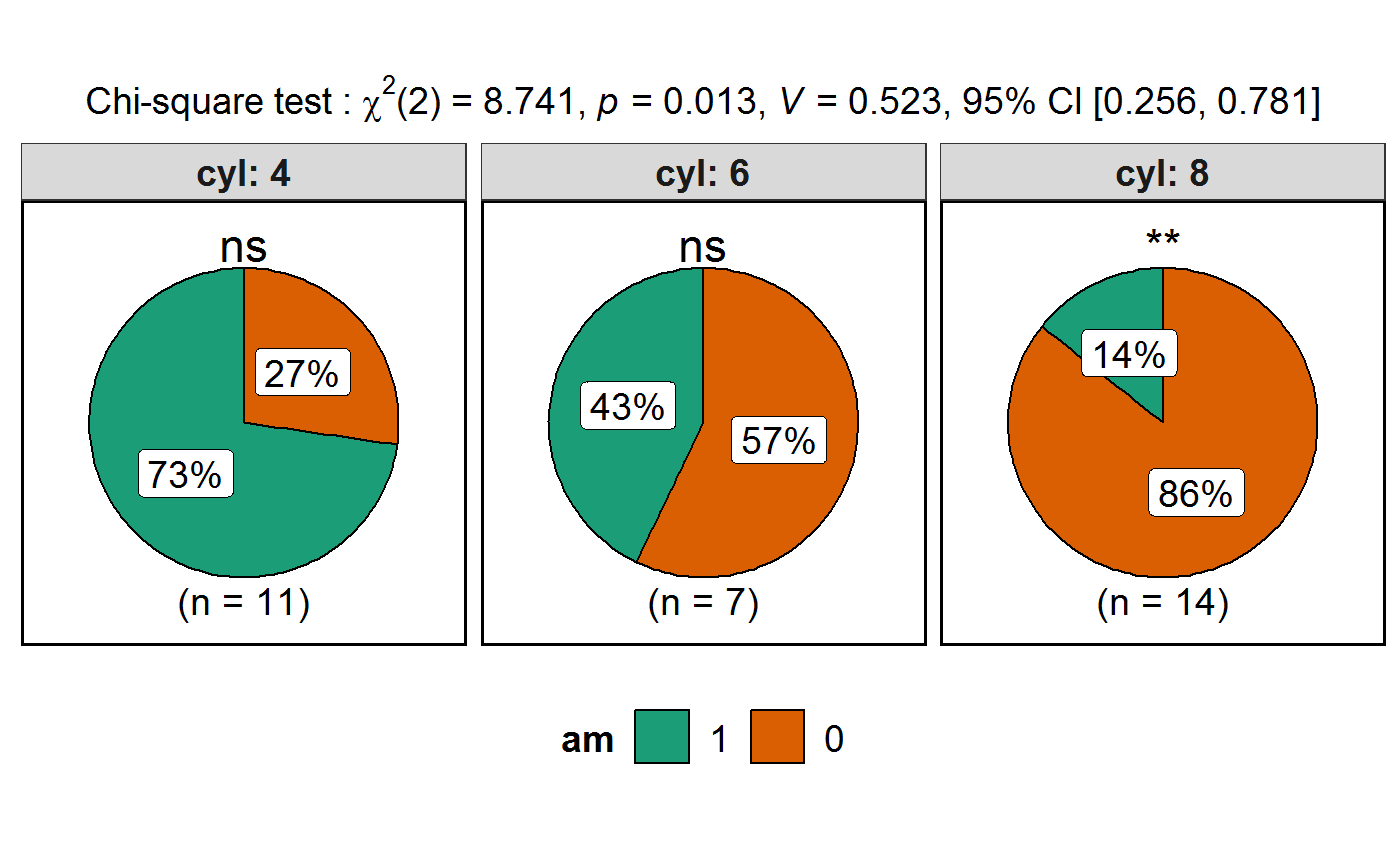 Chi-square test : χ²(2) = 8.741, p = 0.013, V = 0.523, 95% CI [0.256, 0.781]
cyl: 4
cyl: 6
cyl: 8
ns
ns
**
27%
73%
43%
57%
14%
86%
(n = 11)
(n = 7)
(n = 14)
am 1 0